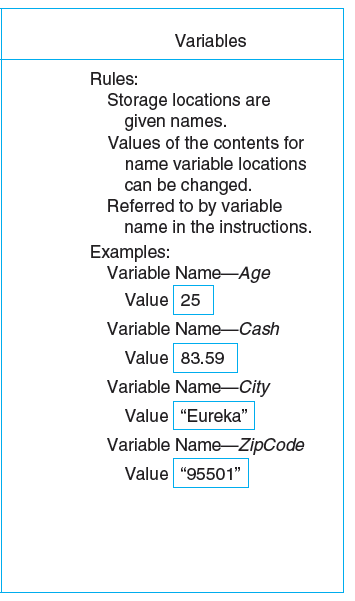 Variables
Rules:
Storage locations are
given names.
Values of the contents for
name variable locations
can be changed.
Referred to by variable
name in the instructions.
Examples:
Variable Name—Age
Value 25
Variable Name—Cash
Value 83.59
Variable Name—City
Value “Eureka”
Variable Name—ZipCode
Value “95501”